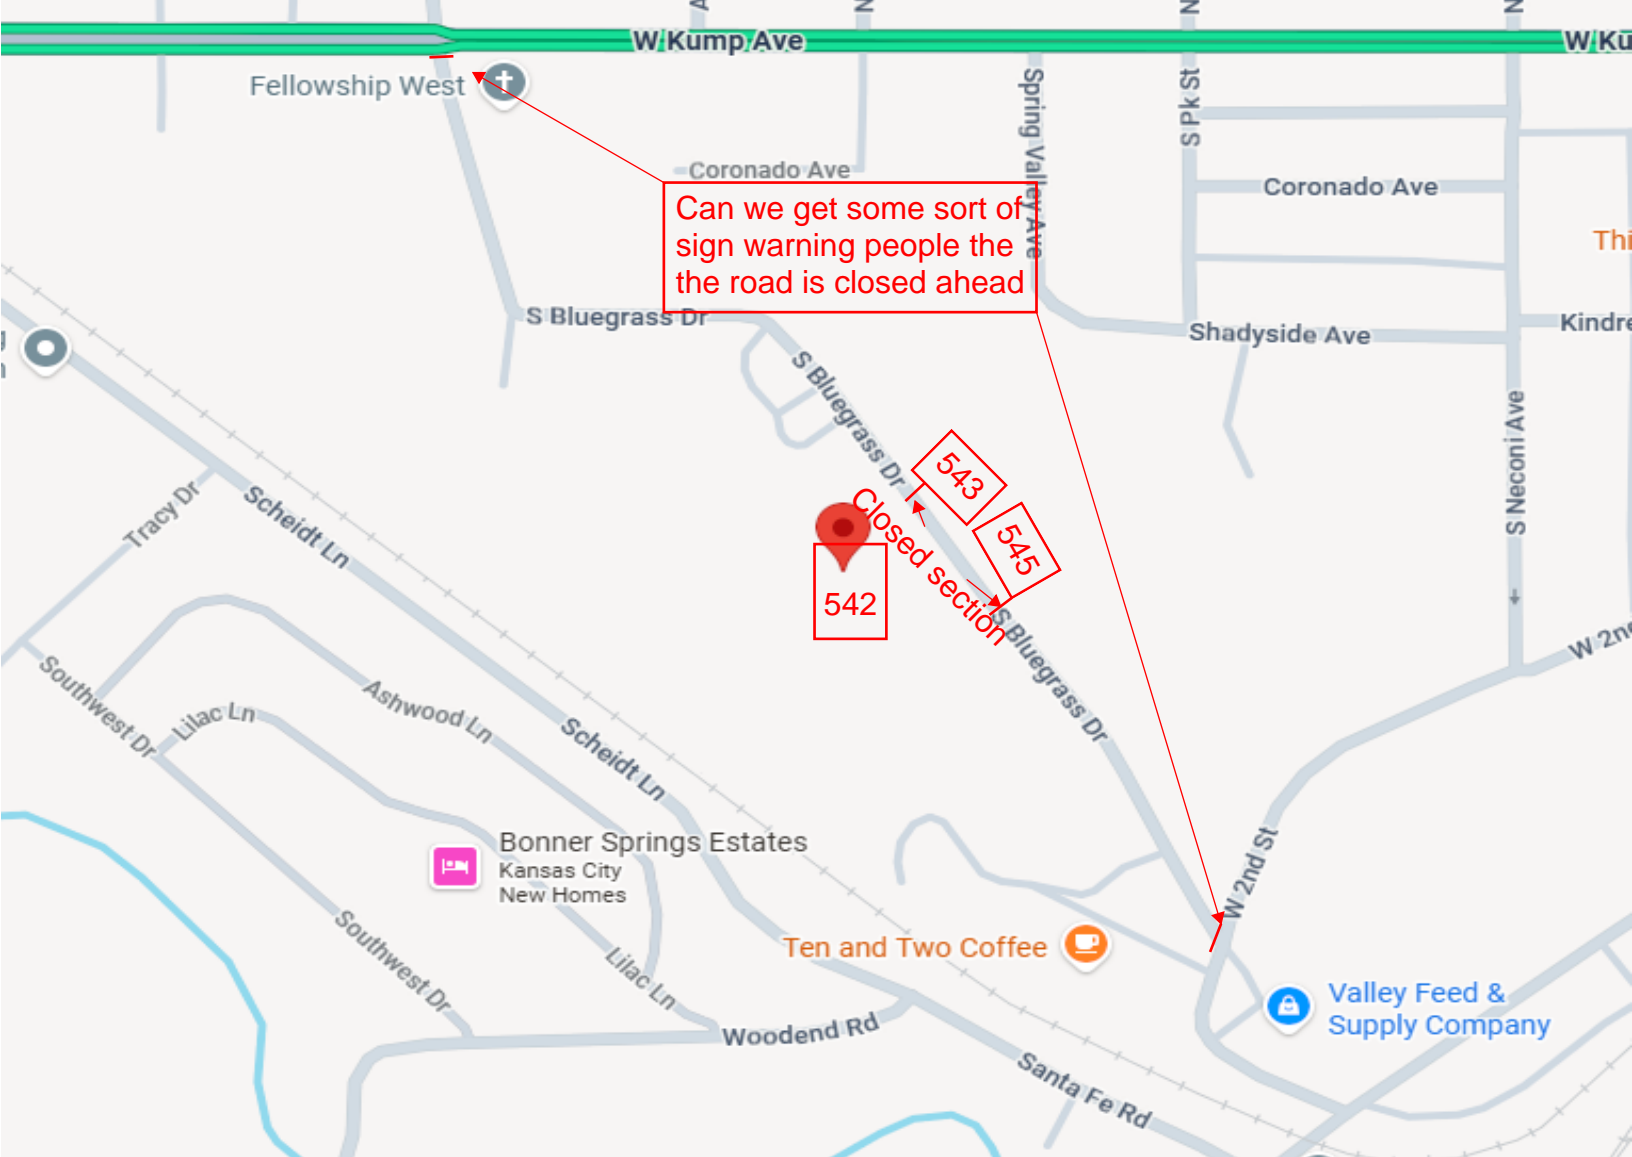 W Kump Ave
W Ku
Fellowship West
Spring Valley Ave
S Pk St
Coronado Ave
Coronado Ave
Can we get some sort of
sign warning people the
the road is closed ahead
Thi
S Bluegrass Dr
Shadyside Ave
Kindre
S Bluegrass Dr
S Neconi Ave
543
545
Closed section
542
Tracy Dr
Scheidt Ln
S Bluegrass Dr
W 2nd
Southwest Dr
Lilac Ln
Ashwood Ln
Scheidt Ln
Bonner Springs Estates
Kansas City
New Homes
W 2nd St
Ten and Two Coffee
Southwest Dr
Lilac Ln
Valley Feed &
Supply Company
Woodend Rd
Santa Fe Rd